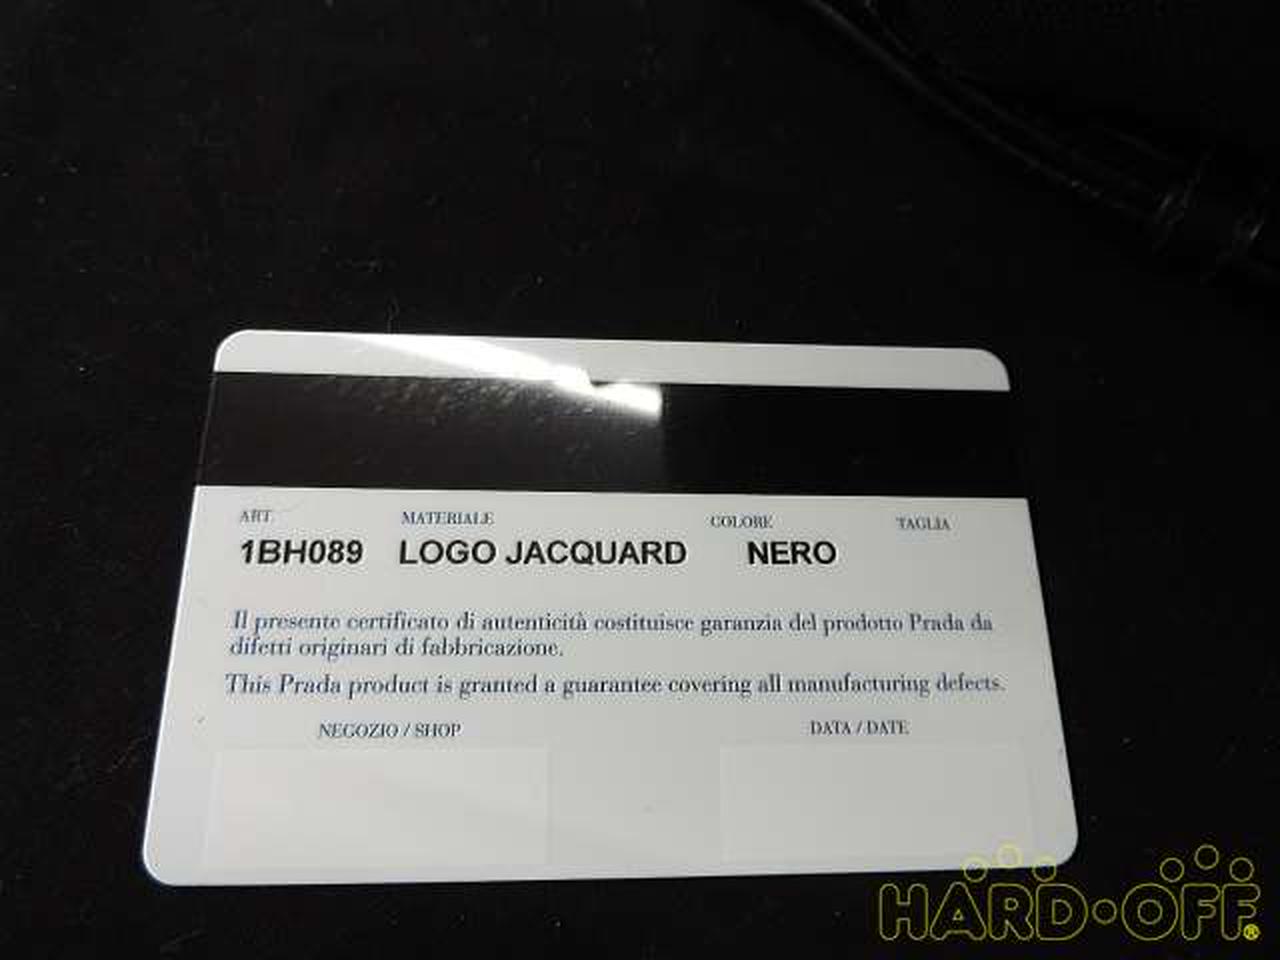 ART. MATERIALE COLORE TAGLIA
1BH089 LOGO JACQUARD NERO
Il presente certificato di autenticità costituisce garanzia del prodotto Prada da
difetti originari di fabbricazione.
This Prada product is granted a guarantee covering all manufacturing defects.
NEGOZIO / SHOP DATA / DATE
HARD·OFF®